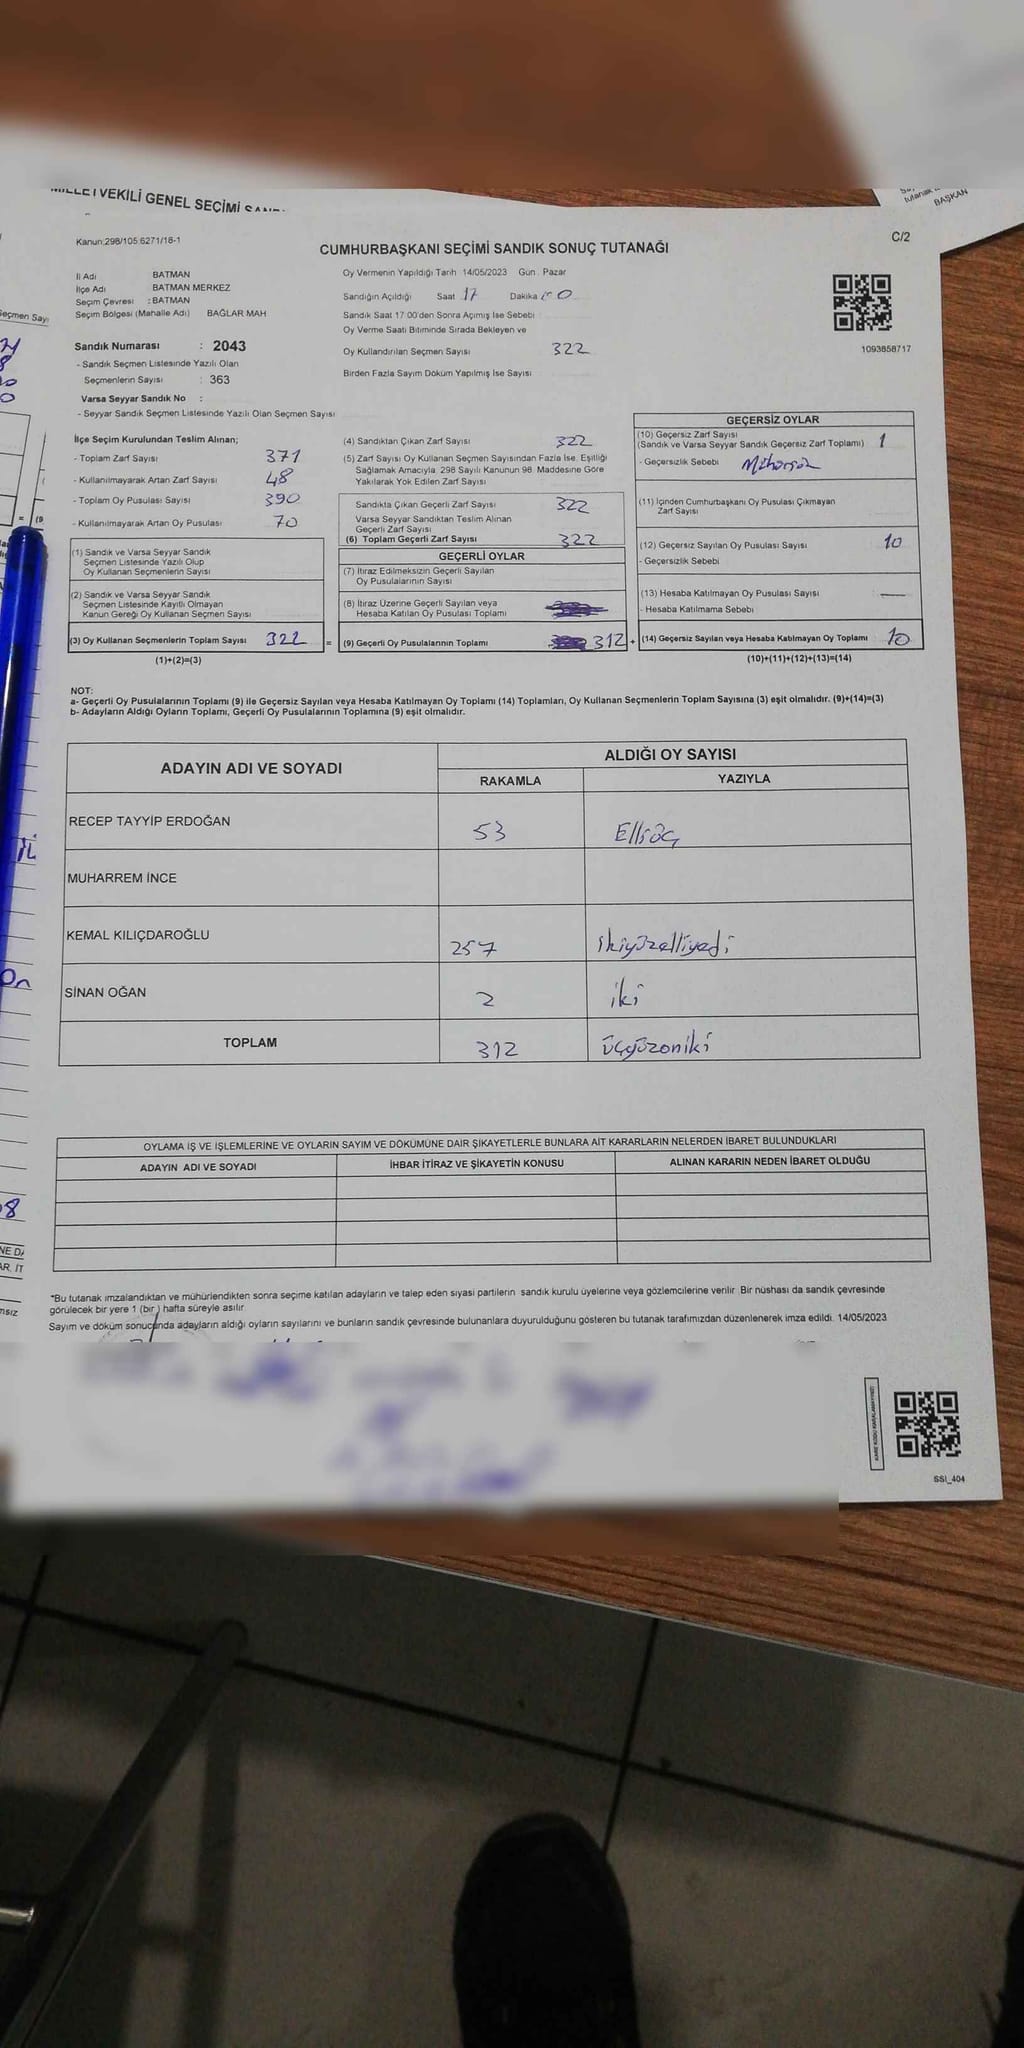 MİLLETVEKİLİ GENEL SEÇİMİ
BAŞKAN
Kanun:298/105 6271/18-1
C/2
CUMHURBAŞKANI SEÇİMİ SANDIK SONUÇ TUTANAĞI
İl Adı BATMAN
İlçe Adı BATMAN MERKEZ
Seçim Çevresi : BATMAN
Seçim Bölgesi (Mahalle Adı) BAĞLAR MAH
Oy Vermenin Yapıldığı Tarih 14/05/2023 Gün : Pazar
Sandığın Açıldığı Saat 17 Dakika
Sandık Saat 17:00'den Sonra Açımış İse Sebebi :
Oy Verme Saati Bitiminde Sırada Bekleyen ve
Oy Kullandırılan Seçmen Sayısı 322
Birden Fazla Sayım Döküm Yapılmış İse Sayısı
1093858717
Sandık Numarası : 2043
- Sandık Seçmen Listesinde Yazılı Olan
Seçmenlerin Sayısı : 363
Varsa Seyyar Sandık No :
- Seyyar Sandık Seçmen Listesinde Yazılı Olan Seçmen Sayısı
İlçe Seçim Kurulundan Teslim Alınan;
- Toplam Zarf Sayısı 371
- Kullanılmayarak Artan Zarf Sayısı 48
- Toplam Oy Pusulası Sayısı 390
- Kullanılmayarak Artan Oy Pusulası 70
(1) Sandık ve Varsa Seyyar Sandık
Seçmen Listesinde Yazılı Olup
Oy Kullanan Seçmenlerin Sayısı
(2) Sandık ve Varsa Seyyar Sandık
Seçmen Listesinde Kayıtlı Olmayan
Kanun Gereği Oy Kullanan Seçmen Sayısı
(3) Oy Kullanan Seçmenlerin Toplam Sayısı 322 =
(1)+(2)=(3)
(4) Sandıktan Çıkan Zarf Sayısı 322
(5) Zarf Sayısı Oy Kullanan Seçmen Sayısından Fazla İse, Eşitliği
Sağlamak Amacıyla, 298 Sayılı Kanunun 98. Maddesine Göre
Yakılarak Yok Edilen Zarf Sayısı
Sandıkta Çıkan Geçerli Zarf Sayısı 322
Varsa Seyyar Sandıktan Teslim Alınan
Geçerli Zarf Sayısı
(6) Toplam Geçerli Zarf Sayısı 322
GEÇERLİ OYLAR
(7) İtiraz Edilmeksizin Geçerli Sayılan
Oy Pusulalarının Sayısı
(8) İtiraz Üzerine Geçerli Sayılan veya
Hesaba Katılan Oy Pusulası Toplamı
(9) Geçerli Oy Pusulalarının Toplamı 312 +
GEÇERSİZ OYLAR
(10) Geçersiz Zarf Sayısı 1
(Sandık ve Varsa Seyyar Sandık Geçersiz Zarf Toplamı)
- Geçersizlik Sebebi
(11) İçinden Cumhurbaşkanı Oy Pusulası Çıkmayan
Zarf Sayısı
(12) Geçersiz Sayılan Oy Pusulası Sayısı 10
- Geçersizlik Sebebi
(13) Hesaba Katılmayan Oy Pusulası Sayısı —
- Hesaba Katılmama Sebebi
(14) Geçersiz Sayılan veya Hesaba Katılmayan Oy Toplamı 10
(10)+(11)+(12)+(13)=(14)
NOT:
a- Geçerli Oy Pusulalarının Toplamı (9) ile Geçersiz Sayılan veya Hesaba Katılmayan Oy Toplamı (14) Toplamları, Oy Kullanan Seçmenlerin Toplam Sayısına (3) eşit olmalıdır. (9)+(14)=(3)
b- Adayların Aldığı Oyların Toplamı, Geçerli Oy Pusulalarının Toplamına (9) eşit olmalıdır.
ADAYIN ADI VE SOYADI
ALDIĞI OY SAYISI
RAKAMLA YAZIYLA
RECEP TAYYİP ERDOĞAN 53 Elliüç
MUHARREM İNCE
KEMAL KILIÇDAROĞLU 257 ikiyüzelliyedi
SİNAN OĞAN 2 iki
TOPLAM 312 üçyüzoniki
OYLAMA İŞ VE İŞLEMLERİNE VE OYLARIN SAYIM VE DÖKÜMÜNE DAİR ŞİKAYETLERLE BUNLARA AİT KARARLARIN NELERDEN İBARET BULUNDUKLARI
ADAYIN ADI VE SOYADI İHBAR İTİRAZ VE ŞİKAYETİN KONUSU ALINAN KARARIN NEDEN İBARET OLDUĞU
*Bu tutanak imzalandıktan ve mühürlendikten sonra seçime katılan adayların ve talep eden siyasi partilerin sandık kurulu üyelerine veya gözlemcilerine verilir. Bir nüshası da sandık çevresinde
görülecek bir yere 1 (bir) hafta süreyle asılır.
Sayım ve döküm sonucunda adayların aldığı oyların sayılarını ve bunların sandık çevresinde bulunanlara duyurulduğunu gösteren bu tutanak tarafımızdan düzenlenerek imza edildi. 14/05/2023
KARE KODU KARALAMAYINIZ!
SSI_404